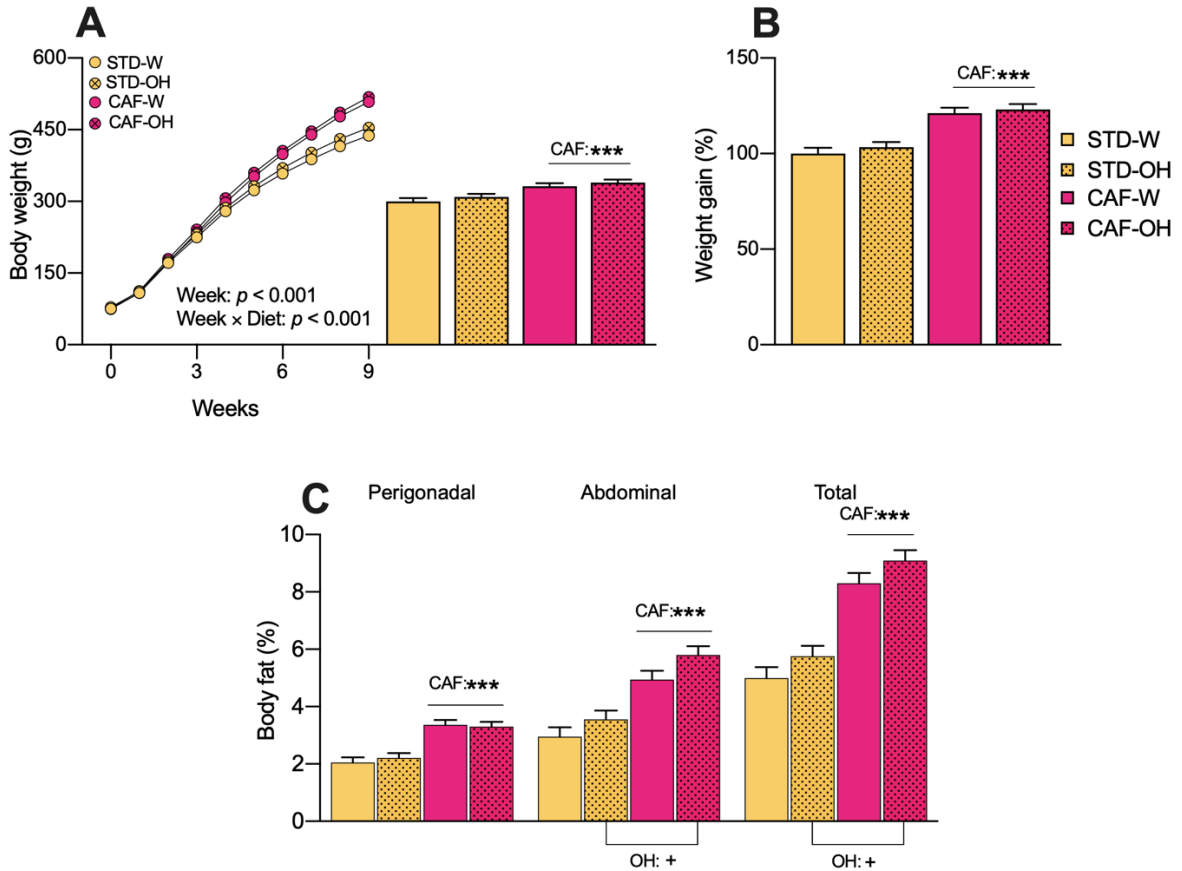 A
B
STD-W
STD-OH
CAF-W
CAF-OH
Body weight (g)
600
450
300
150
0
Week: p < 0.001
Week × Diet: p < 0.001
0 3 6 9
Weeks
CAF:***
Weight gain (%)
150
100
50
0
CAF:***
STD-W
STD-OH
CAF-W
CAF-OH
C
Perigonadal Abdominal Total
Body fat (%)
10
8
6
4
2
0
CAF:***
CAF:***
CAF:***
OH: +
OH: +